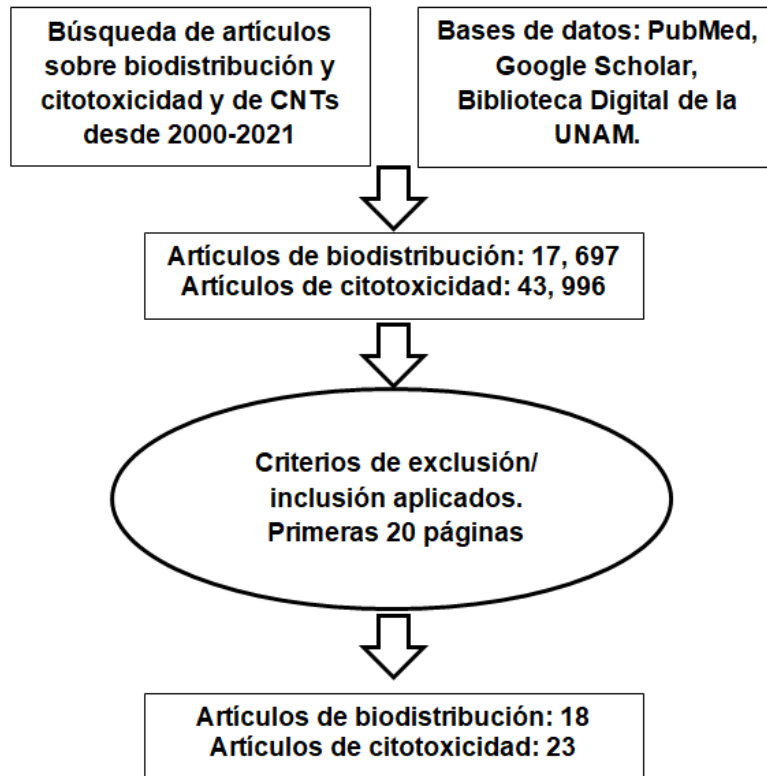 Búsqueda de artículos
sobre biodistribución y
citotoxicidad y de CNTs
desde 2000-2021
Bases de datos: PubMed,
Google Scholar,
Biblioteca Digital de la
UNAM.
Artículos de biodistribución: 17, 697
Artículos de citotoxicidad: 43, 996
Criterios de exclusión/
inclusión aplicados.
Primeras 20 páginas
Artículos de biodistribución: 18
Artículos de citotoxicidad: 23